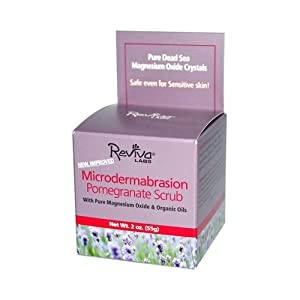 Pure Dead Sea
Magnesium Oxide Crystals
Safe even for Sensitive skin!
Reviva
LABS
NEW, IMPROVED
Microdermabrasion
Pomegranate Scrub
With Pure Magnesium Oxide & Organic Oils
Net Wt. 2 oz. (55g)